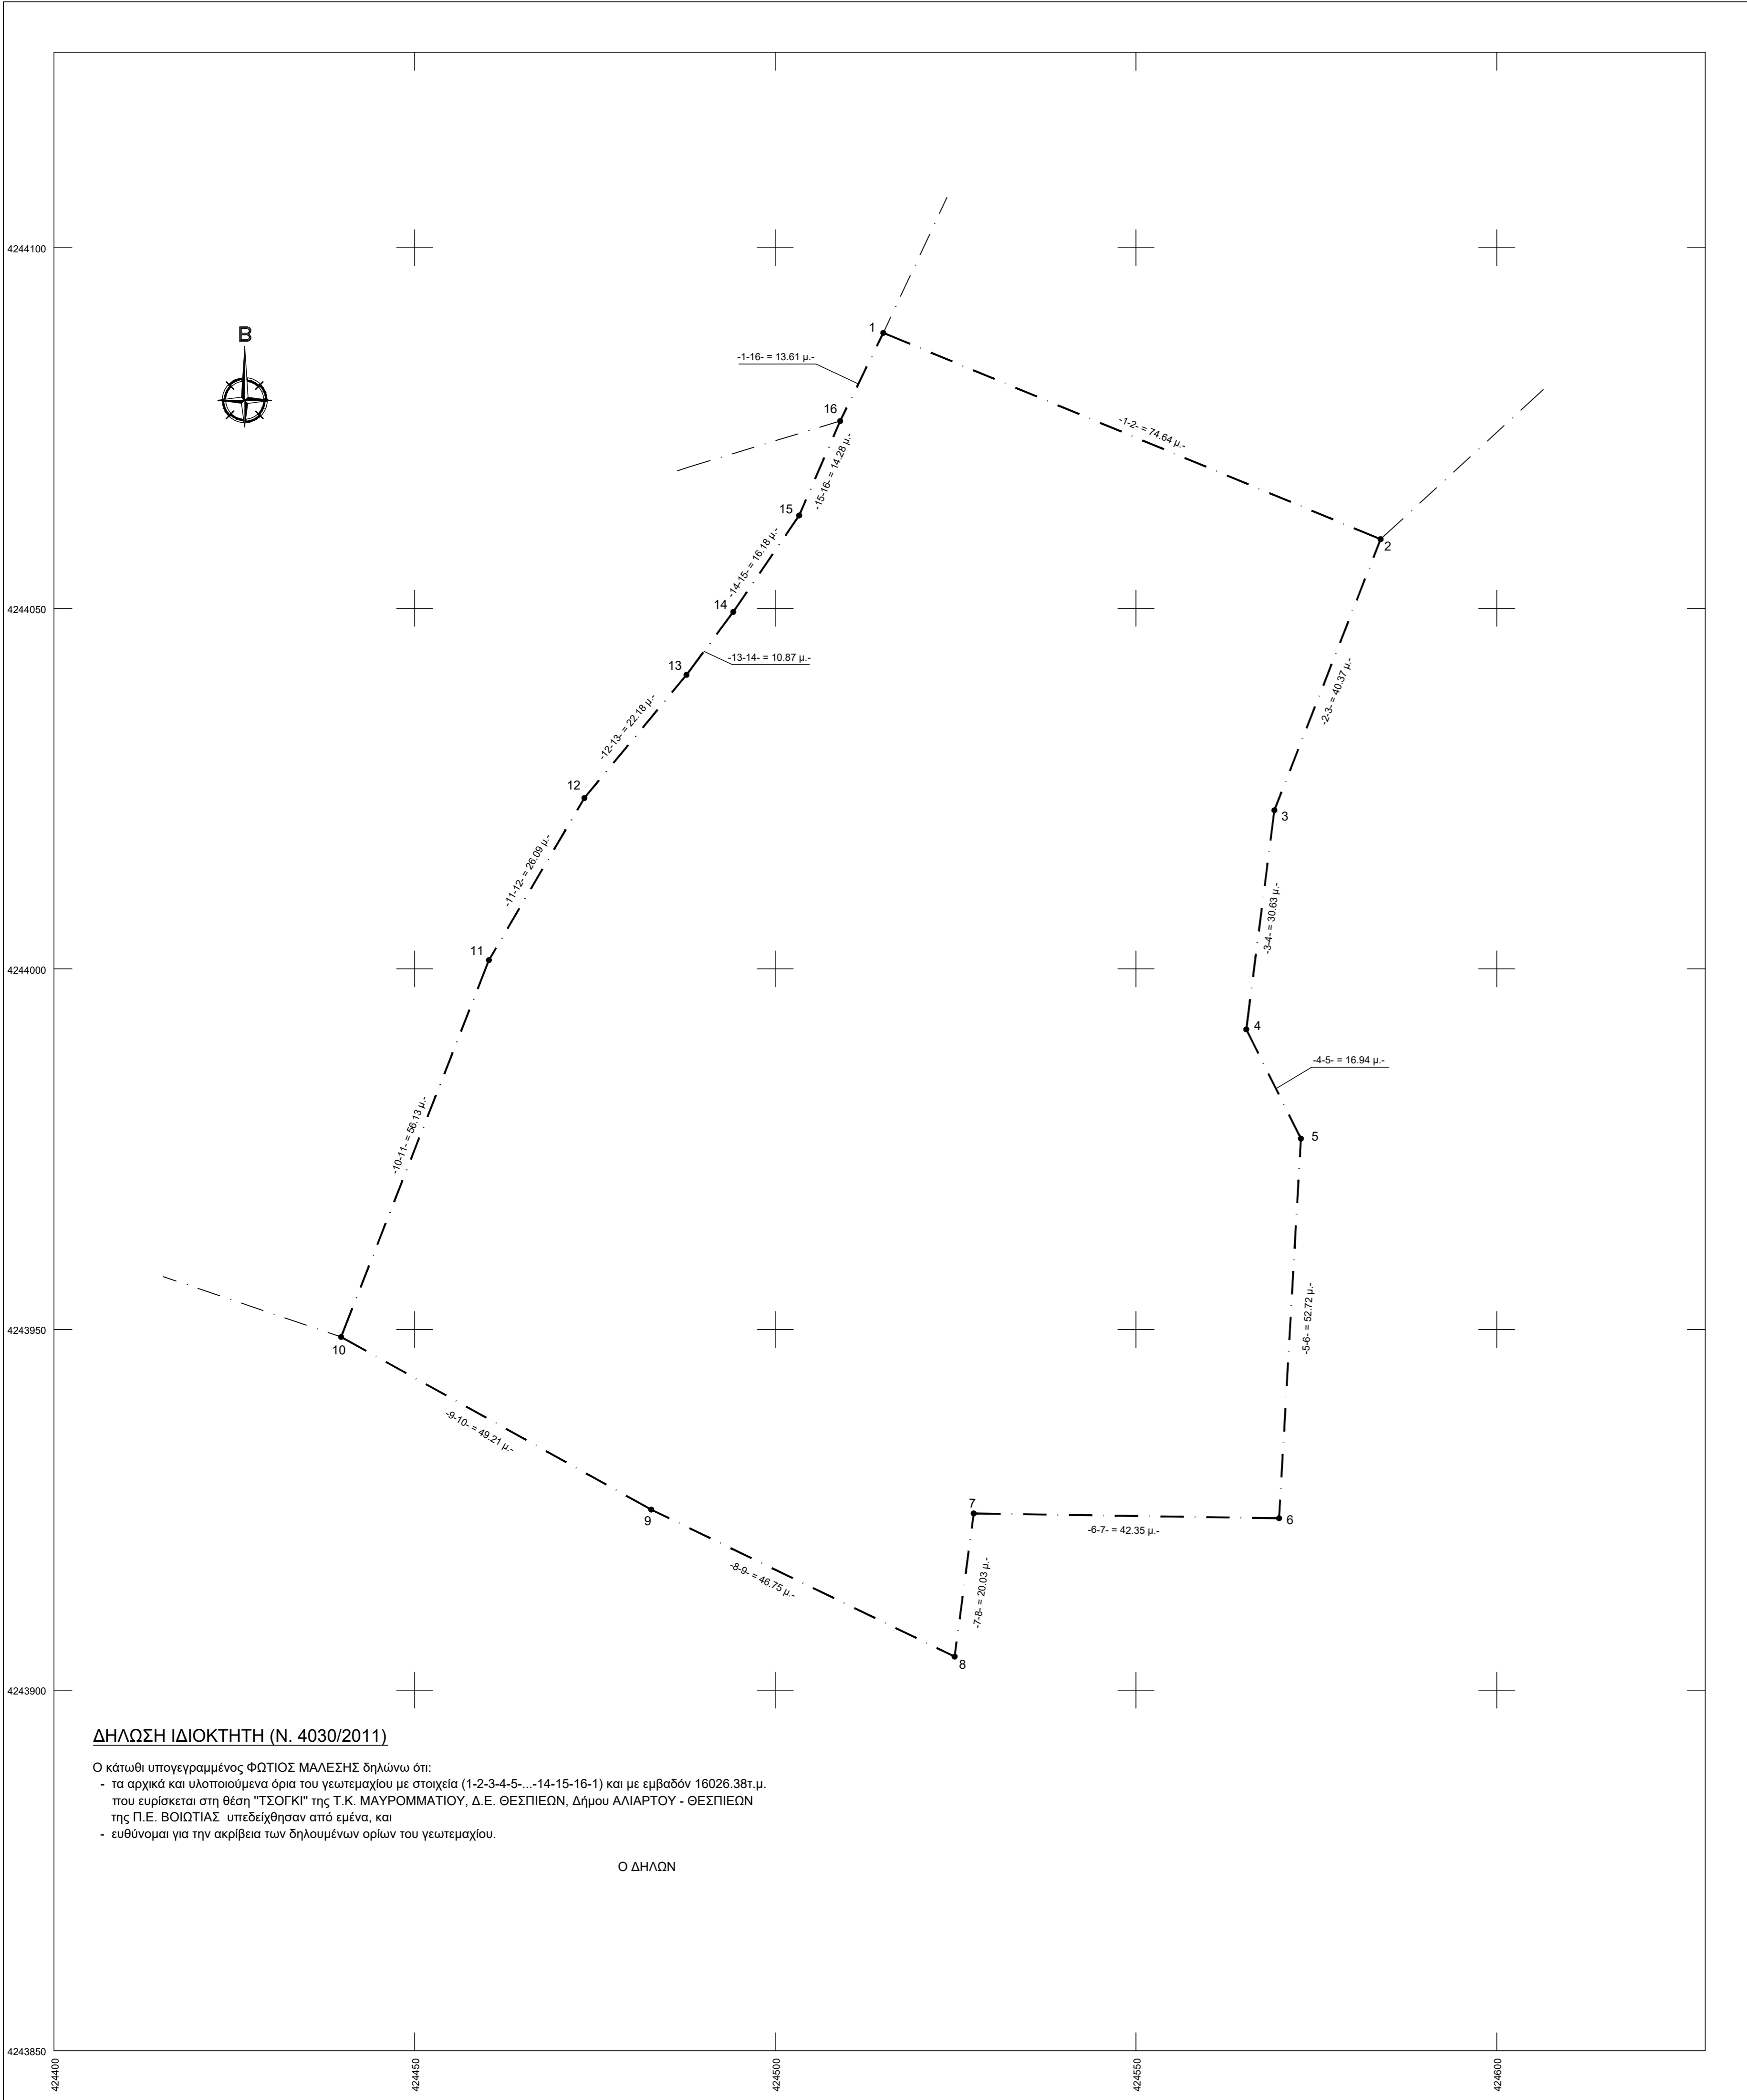 4244100
B
1
-1-16- = 13.61 μ.-
16
-1-2- = 74.64 μ.-
-15-16- = 14.28 μ.-
15
2
-14-15- = 16.18 μ.-
14
4244050
-13-14- = 10.87 μ.-
13
-2-3- = 40.37 μ.-
-12-13- = 22.18 μ.-
12
3
-11-12- = 26.09 μ.-
-3-4- = 30.63 μ.-
11
4244000
4
-4-5- = 16.94 μ.-
5
-10-11- = 56.13 μ.-
-5-6- = 52.72 μ.-
4243950
10
-9-10- = 49.21 μ.-
9
7
6
-6-7- = 42.35 μ.-
-8-9- = 46.75 μ.-
-7-8- = 20.03 μ.-
8
4243900
ΔΗΛΩΣΗ ΙΔΙΟΚΤΗΤΗ (Ν. 4030/2011)
Ο κάτωθι υπογεγραμμένος ΦΩΤΙΟΣ ΜΑΛΕΣΗΣ δηλώνω ότι:
- τα αρχικά και υλοποιούμενα όρια του γεωτεμαχίου με στοιχεία (1-2-3-4-5-...-14-15-16-1) και με εμβαδόν 16026.38τ.μ.
που ευρίσκεται στη θέση "ΤΣΟΓΚΙ" της Τ.Κ. ΜΑΥΡΟΜΜΑΤΙΟΥ, Δ.Ε. ΘΕΣΠΙΕΩΝ, Δήμου ΑΛΙΑΡΤΟΥ - ΘΕΣΠΙΕΩΝ
της Π.Ε. ΒΟΙΩΤΙΑΣ υπεδείχθησαν από εμένα, και
- ευθύνομαι για την ακρίβεια των δηλουμένων ορίων του γεωτεμαχίου.
Ο ΔΗΛΩΝ
4243850
424400
424450
424500
424550
424600